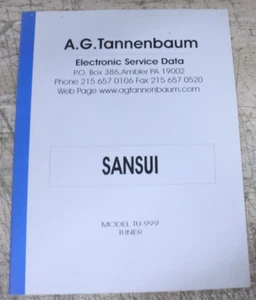 A.G.Tannenbaum
Electronic Service Data
P.O. Box 386,Ambler PA 19002
Phone 215 657 0106 Fax 215 657 0520
Web Page www.agtannenbaum.com
SANSUI
MODEL TU-999
TUNER